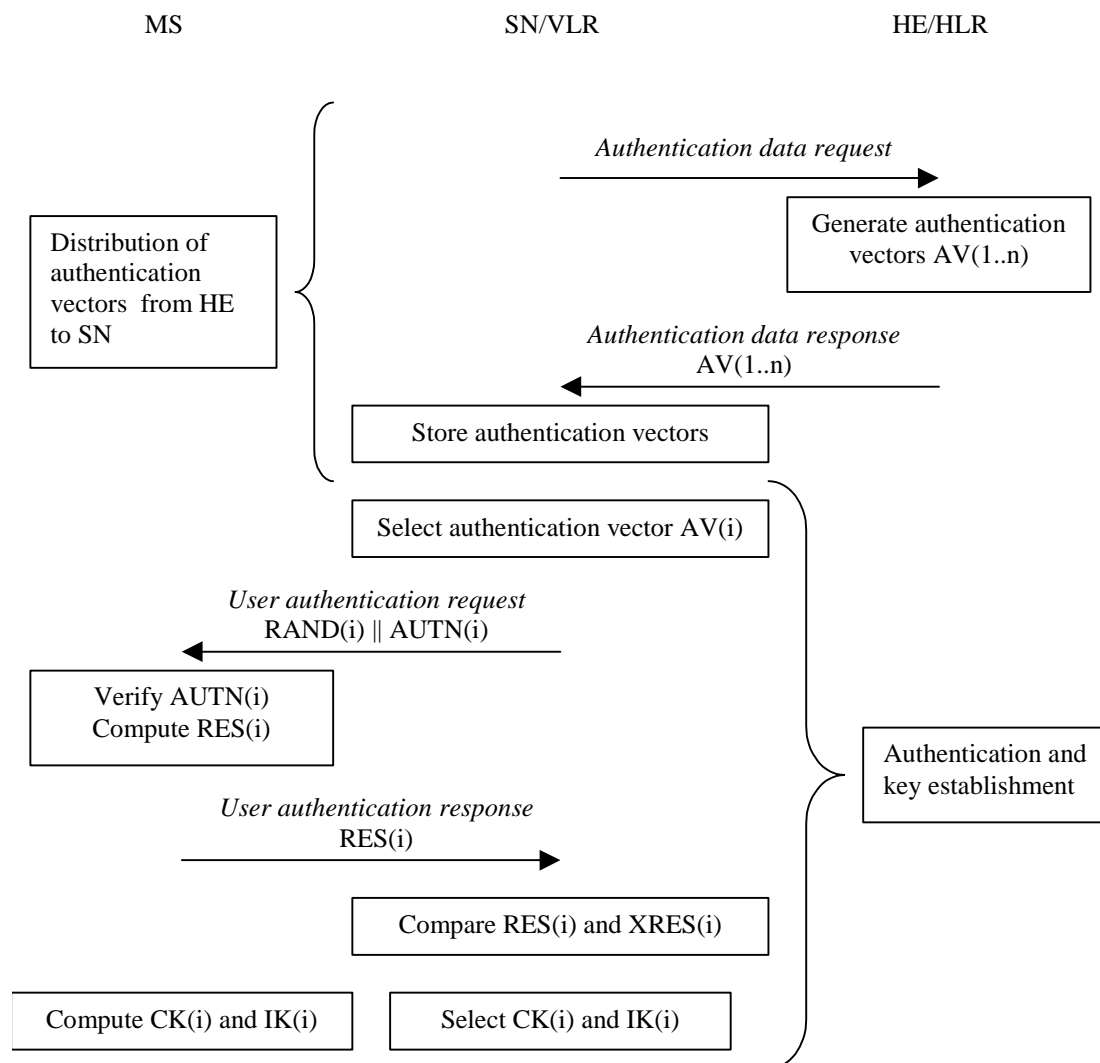 MS
SN/VLR
HE/HLR
Authentication data request
Generate authentication
vectors AV(1..n)
Distribution of
authentication
vectors from HE
to SN
Authentication data response
AV(1..n)
Store authentication vectors
Select authentication vector AV(i)
User authentication request
RAND(i) || AUTN(i)
Verify AUTN(i)
Compute RES(i)
Authentication and
key establishment
User authentication response
RES(i)
Compare RES(i) and XRES(i)
Compute CK(i) and IK(i)
Select CK(i) and IK(i)